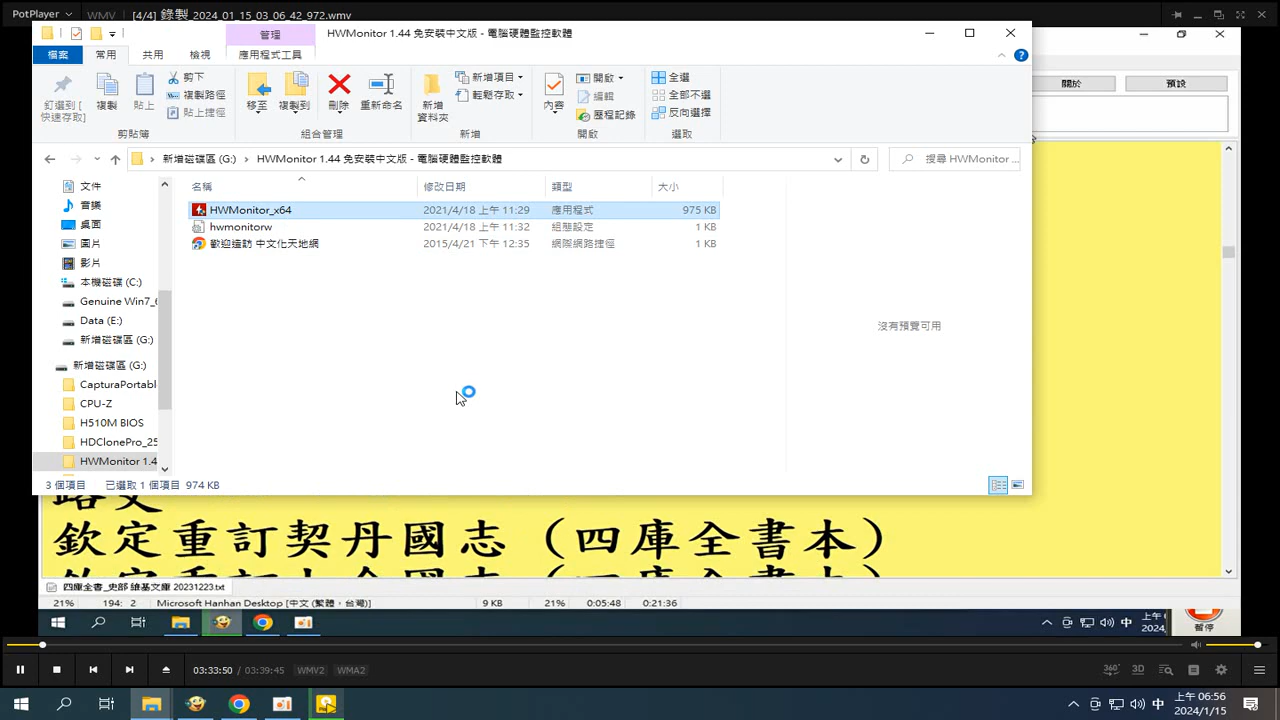 PotPlayer WMV [4/4] 錄製_2024_01_15_03_06_42_972.wmv
管理 HWMonitor 1.44 免安裝中文版 - 電腦硬體監控軟體
檔案 常用 共用 檢視 應用程式工具
釘選到 [快速存取]
複製
貼上
剪下
複製路徑
貼上捷徑
移至
複製到
刪除
重新命名
新增資料夾
新增項目
輕鬆存取
內容
開啟
編輯
歷程記錄
全選
全部不選
反向選擇
剪貼簿 組合管理 新增 開啟 選取
關於 預設
新增磁碟區 (G:) HWMonitor 1.44 免安裝中文版 - 電腦硬體監控軟體 搜尋 HWMonitor ...
名稱 修改日期 類型 大小
HWMonitor_x64 2021/4/18 上午 11:29 應用程式 975 KB
hwmonitorw 2021/4/18 上午 11:32 組態設定 1 KB
歡迎造訪 中文化天地網 2015/4/21 下午 12:35 網際網路捷徑 1 KB
文件
音樂
桌面
圖片
影片
本機磁碟 (C:)
Genuine Win7_6
Data (E:)
新增磁碟區 (G:)
新增磁碟區 (G:)
CapturaPortabl
CPU-Z
H510M BIOS
HDClonePro_25
HWMonitor 1.4
沒有預覽可用
3 個項目 已選取 1 個項目 974 KB
欽定重訂契丹國志（四庫全書本）
四庫全書_史部 維基文庫 20231223.txt
21% 194: 2 Microsoft Hanhan Desktop [中文 (繁體，台灣)] 9 KB 21% 0:05:48 0:21:36
中 上午
2024
暫停
03:33:50 / 03:39:45 WMV2 WMA2
360° 3D
中 上午 06:56
2024/1/15